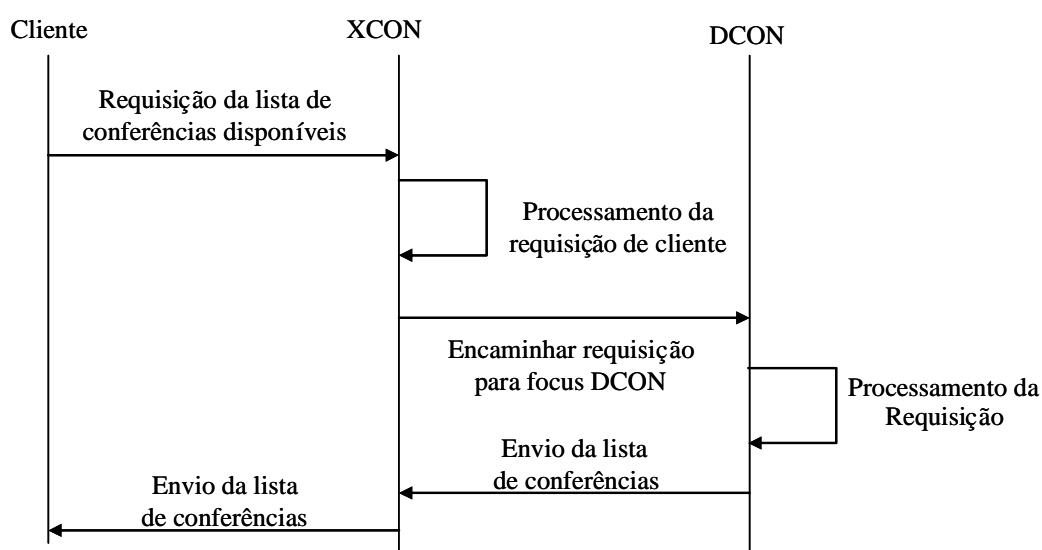 Cliente
XCON
DCON
Requisição da lista de
conferências disponíveis
Processamento da
requisição de cliente
Encaminhar requisição
para focus DCON
Processamento da
Requisição
Envio da lista
de conferências
Envio da lista
de conferências